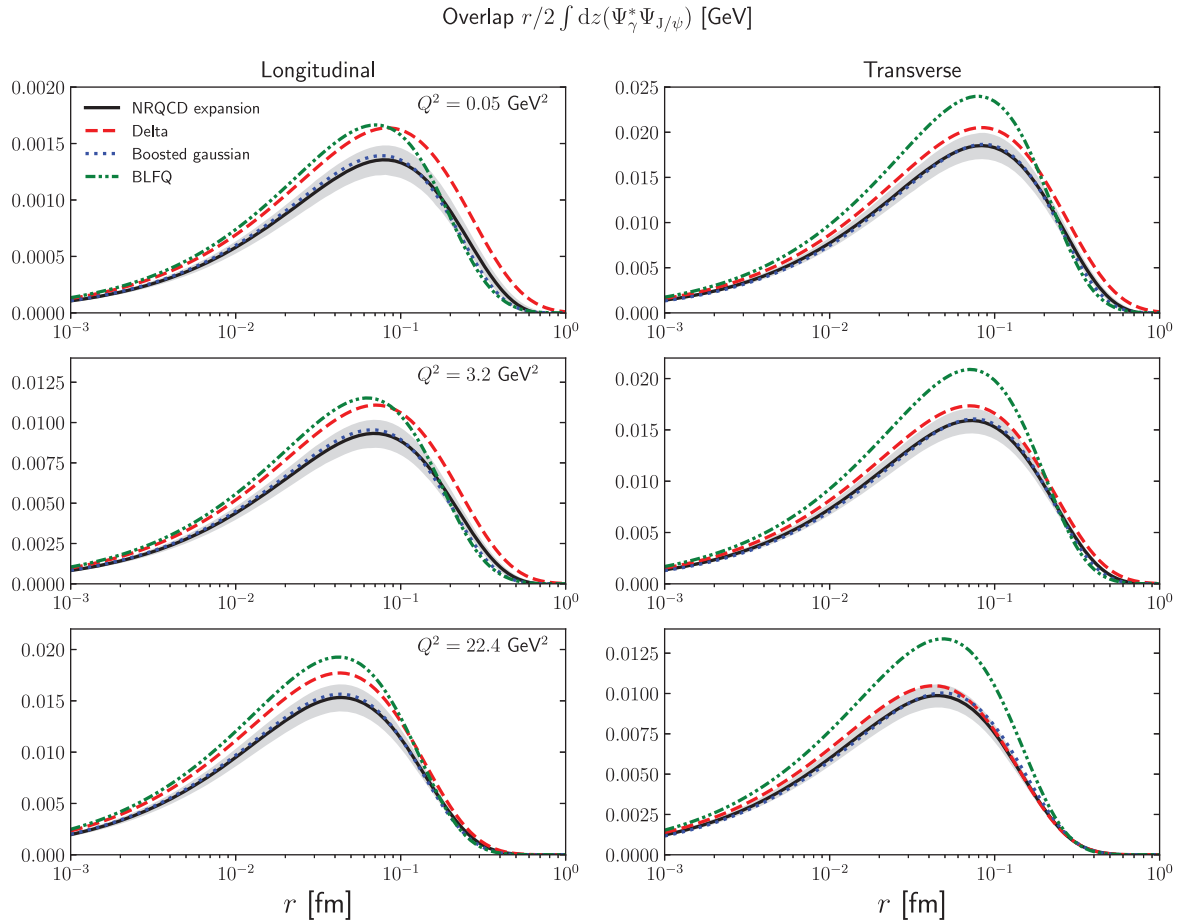 Overlap r/2 ∫ dz(Ψ*γ Ψ_J/ψ) [GeV]
Longitudinal
0.0020
0.0015
0.0010
0.0005
0.0000
NRQCD expansion
Delta
Boosted gaussian
BLFQ
Q² = 0.05 GeV²
10⁻³ 10⁻² 10⁻¹ 10⁰
Transverse
0.025
0.020
0.015
0.010
0.005
0.000
10⁻³ 10⁻² 10⁻¹ 10⁰
0.0125
0.0100
0.0075
0.0050
0.0025
0.0000
Q² = 3.2 GeV²
10⁻³ 10⁻² 10⁻¹ 10⁰
0.020
0.015
0.010
0.005
0.000
10⁻³ 10⁻² 10⁻¹ 10⁰
0.020
0.015
0.010
0.005
0.000
Q² = 22.4 GeV²
10⁻³ 10⁻² 10⁻¹ 10⁰
r [fm]
0.0125
0.0100
0.0075
0.0050
0.0025
0.0000
10⁻³ 10⁻² 10⁻¹ 10⁰
r [fm]